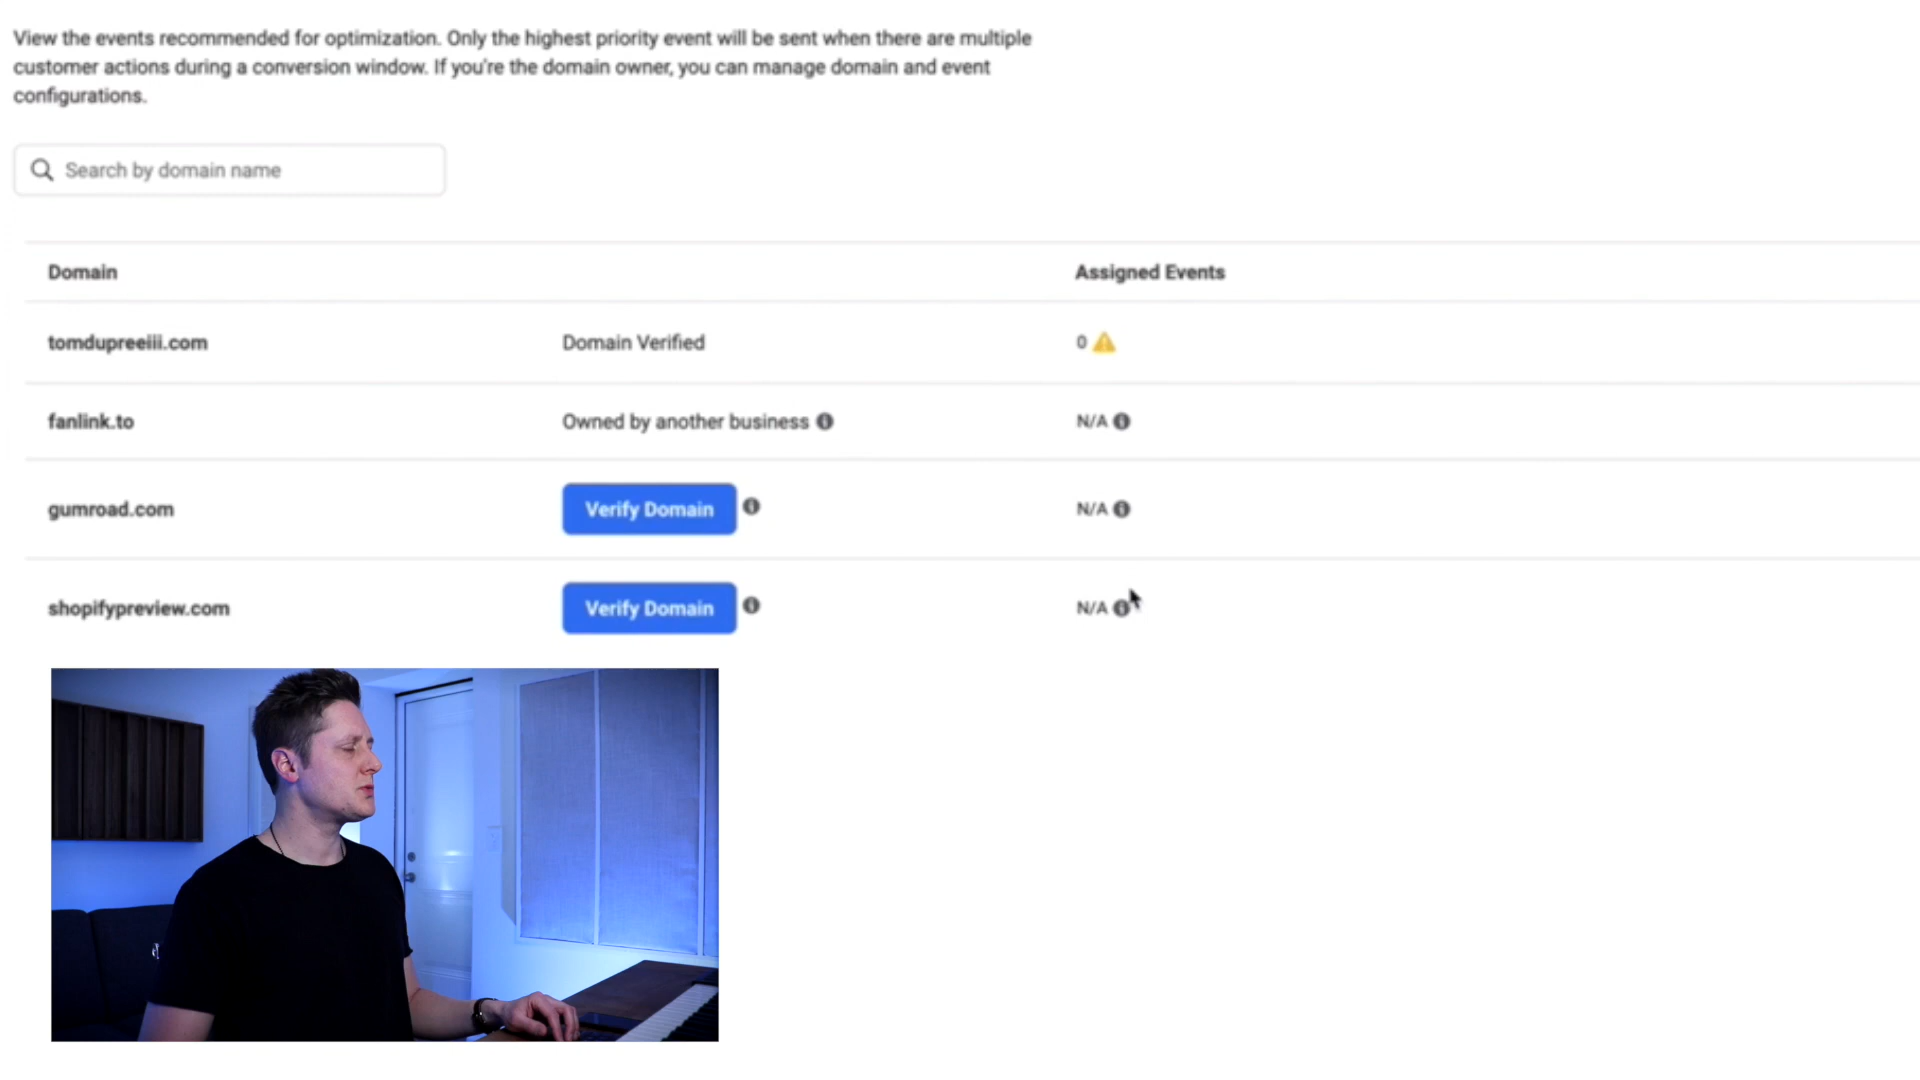 View the events recommended for optimization. Only the highest priority event will be sent when there are multiple
customer actions during a conversion window. If you're the domain owner, you can manage domain and event
configurations.
Search by domain name
Domain
Assigned Events
tomdupreeiii.com
Domain Verified
0
fanlink.to
Owned by another business
N/A
gumroad.com
Verify Domain
N/A
shopifypreview.com
Verify Domain
N/A